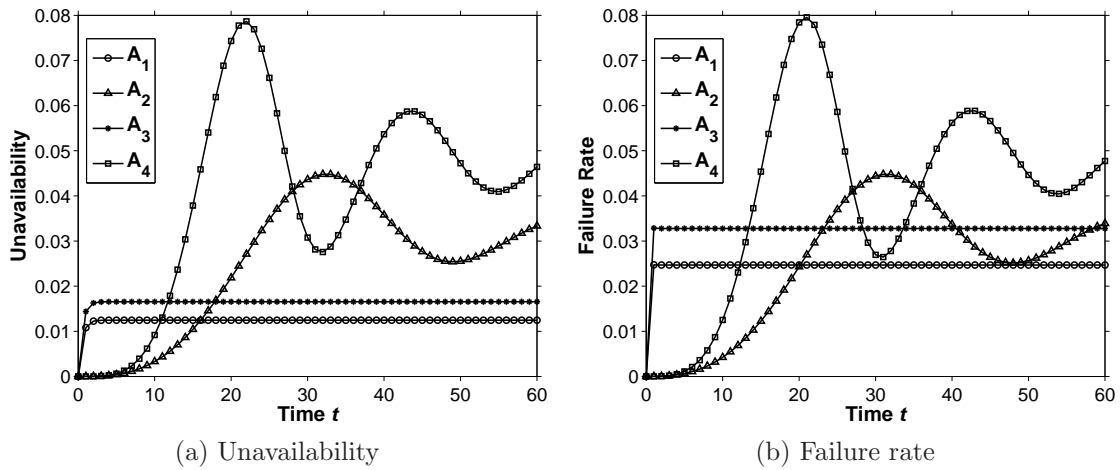 0.08
0.07
0.06
0.05
0.04
0.03
0.02
0.01
0
Unavailability
A1
A2
A3
A4
0 10 20 30 40 50 60
Time t
(a) Unavailability
0.08
0.07
0.06
0.05
0.04
0.03
0.02
0.01
0
Failure Rate
A1
A2
A3
A4
0 10 20 30 40 50 60
Time t
(b) Failure rate